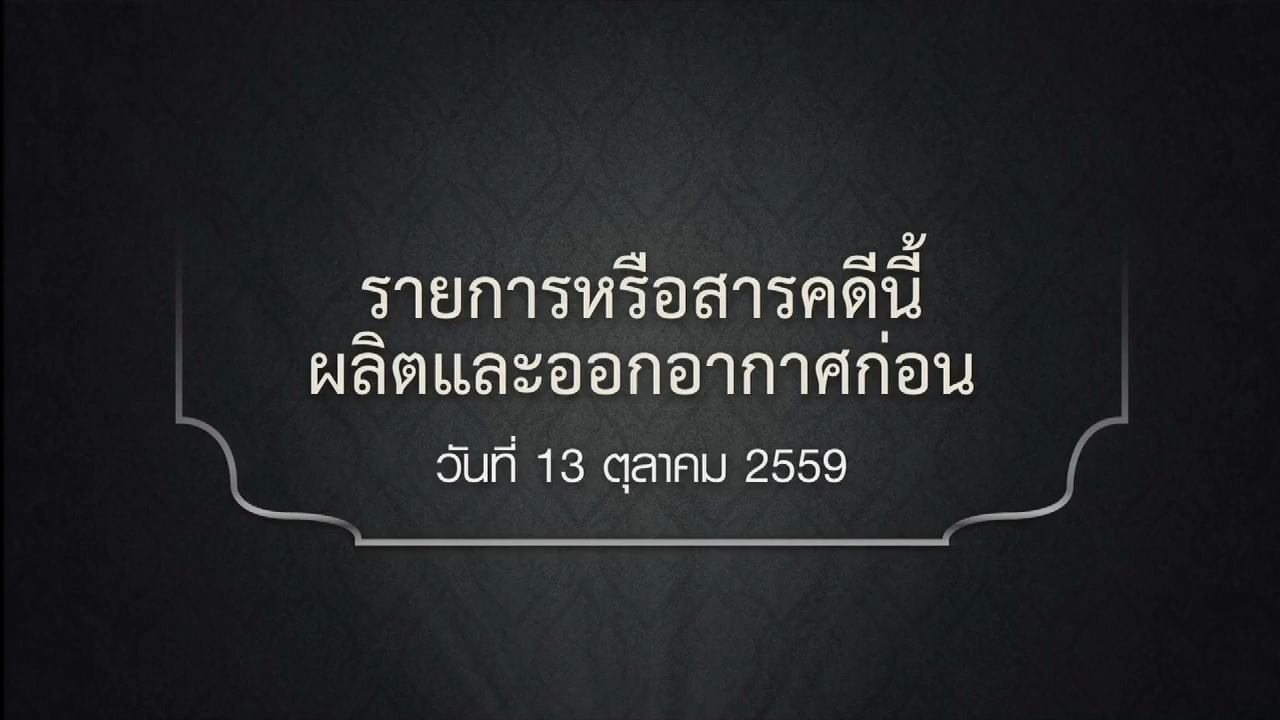 รายการหรือสารคดีนี้
ผลิตและออกอากาศก่อน
วันที่ 13 ตุลาคม 2559